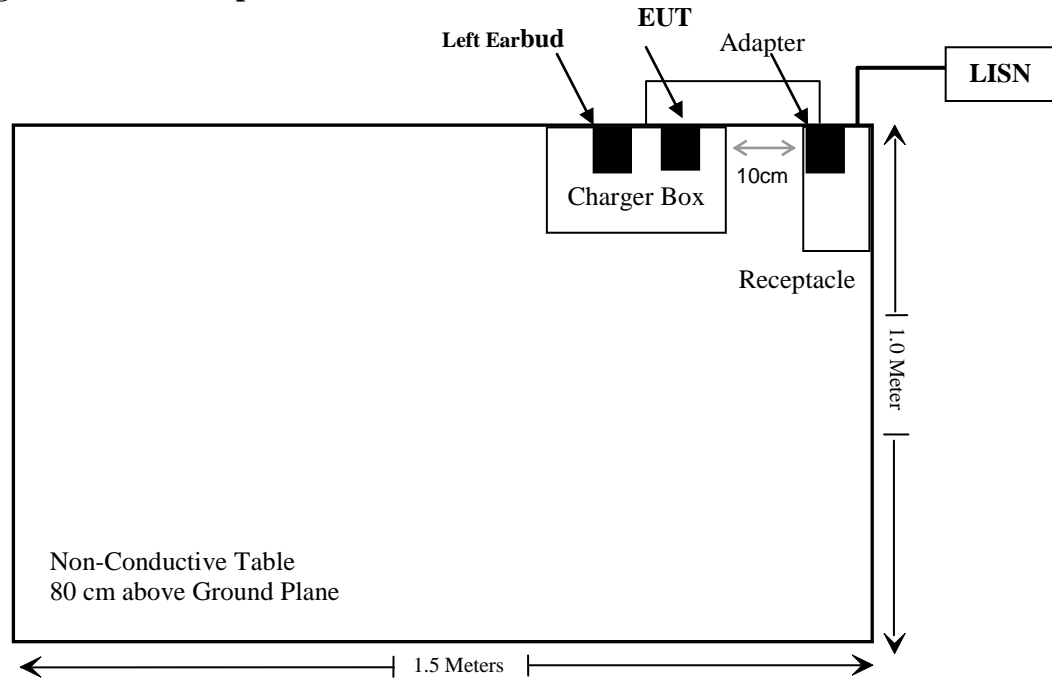 EUT
Left Earbud
Adapter
LISN
10cm
Charger Box
Receptacle
1.0 Meter
Non-Conductive Table
80 cm above Ground Plane
1.5 Meters